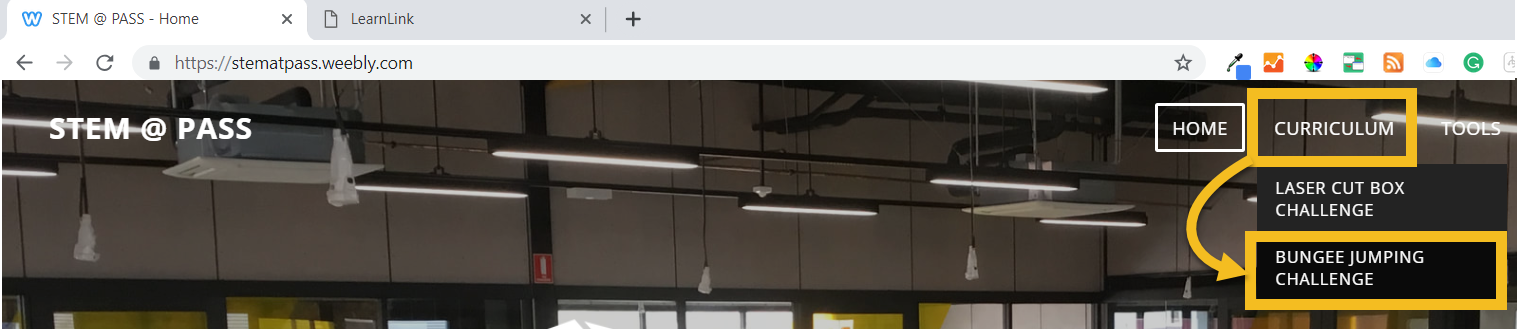 STEM @ PASS - Home
LearnLink
https://stematpass.weebly.com
STEM @ PASS
HOME
CURRICULUM
TOOLS
LASER CUT BOX
CHALLENGE
BUNGEE JUMPING
CHALLENGE